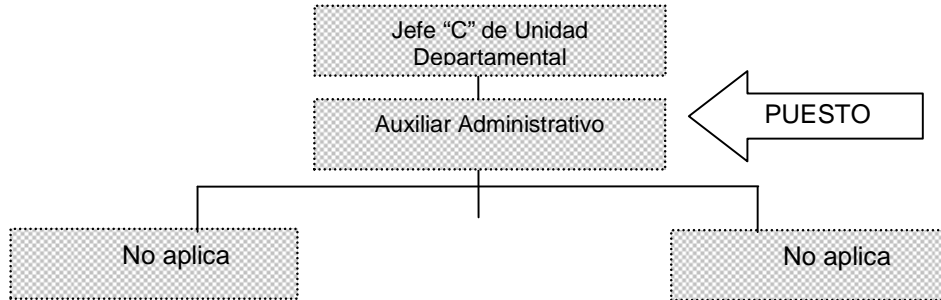 Jefe “C” de Unidad
Departamental
Auxiliar Administrativo
PUESTO
No aplica
No aplica